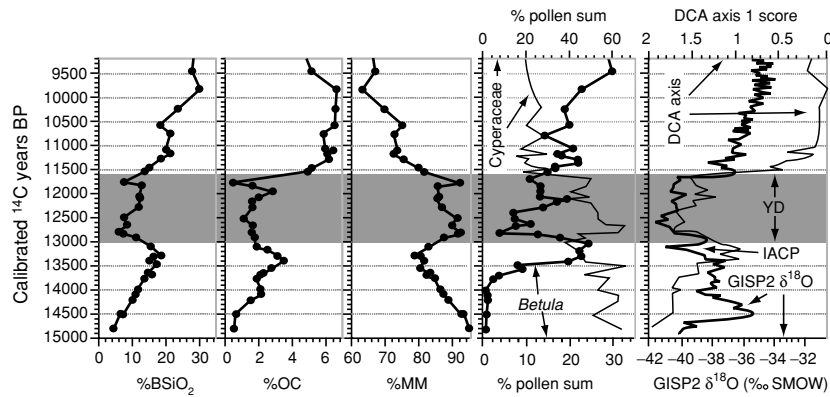 % pollen sum
DCA axis 1 score
0 20 40 60
2 1.5 1 0.5 0
Calibrated ¹⁴C years BP
9500
10000
10500
11000
11500
12000
12500
13000
13500
14000
14500
15000
Cyperaceae
Betula
DCA axis
YD
IACP
GISP2 δ¹⁸O
0 10 20 30
0 2 4 6
60 70 80 90
0 10 20 30
−42 −40 −38 −36 −34 −32
%BSiO₂
%OC
%MM
% pollen sum
GISP2 δ¹⁸O (‰ SMOW)